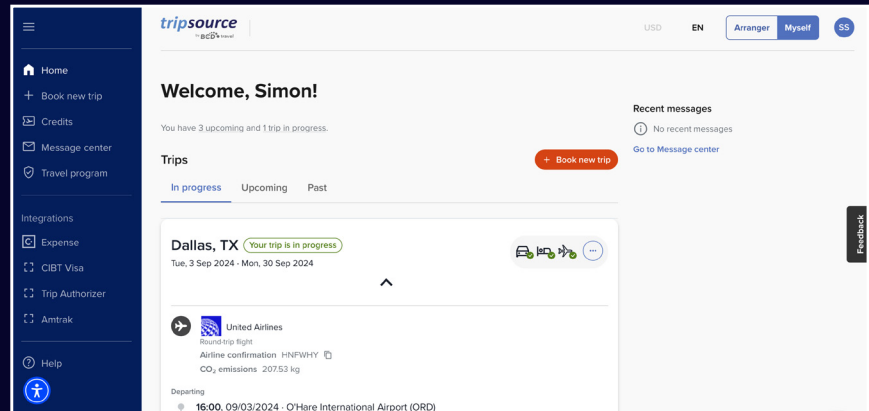 tripsource
BY BCD travel
USD
EN
Arranger
Myself
SS
Home
Book new trip
Credits
Message center
Travel program
Integrations
Expense
CIBT Visa
Trip Authorizer
Amtrak
Help
Welcome, Simon!
You have 3 upcoming and 1 trip in progress.
Trips
+ Book new trip
In progress
Upcoming
Past
Dallas, TX Your trip is in progress
Tue, 3 Sep 2024 - Mon, 30 Sep 2024
United Airlines
Round-trip flight
Airline confirmation HNFWHY
CO₂ emissions 207.53 kg
Departing
16:00, 09/03/2024 - O'Hare International Airport (ORD)
Recent messages
No recent messages
Go to Message center
Feedback